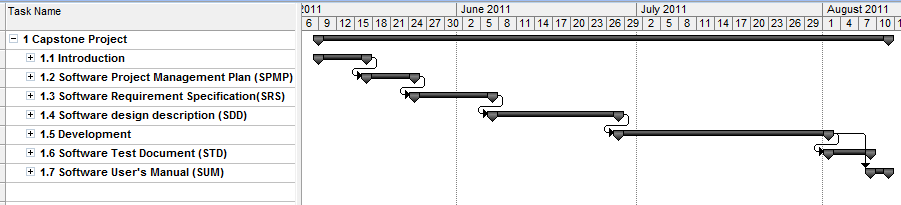 Task Name
2011 June 2011 July 2011 August 2011
6 9 12 15 18 21 24 27 30 2 5 8 11 14 17 20 23 26 29 2 5 8 11 14 17 20 23 26 29 1 4 7 10 1
1 Capstone Project
1.1 Introduction
1.2 Software Project Management Plan (SPMP)
1.3 Software Requirement Specification(SRS)
1.4 Software design description (SDD)
1.5 Development
1.6 Software Test Document (STD)
1.7 Software User's Manual (SUM)